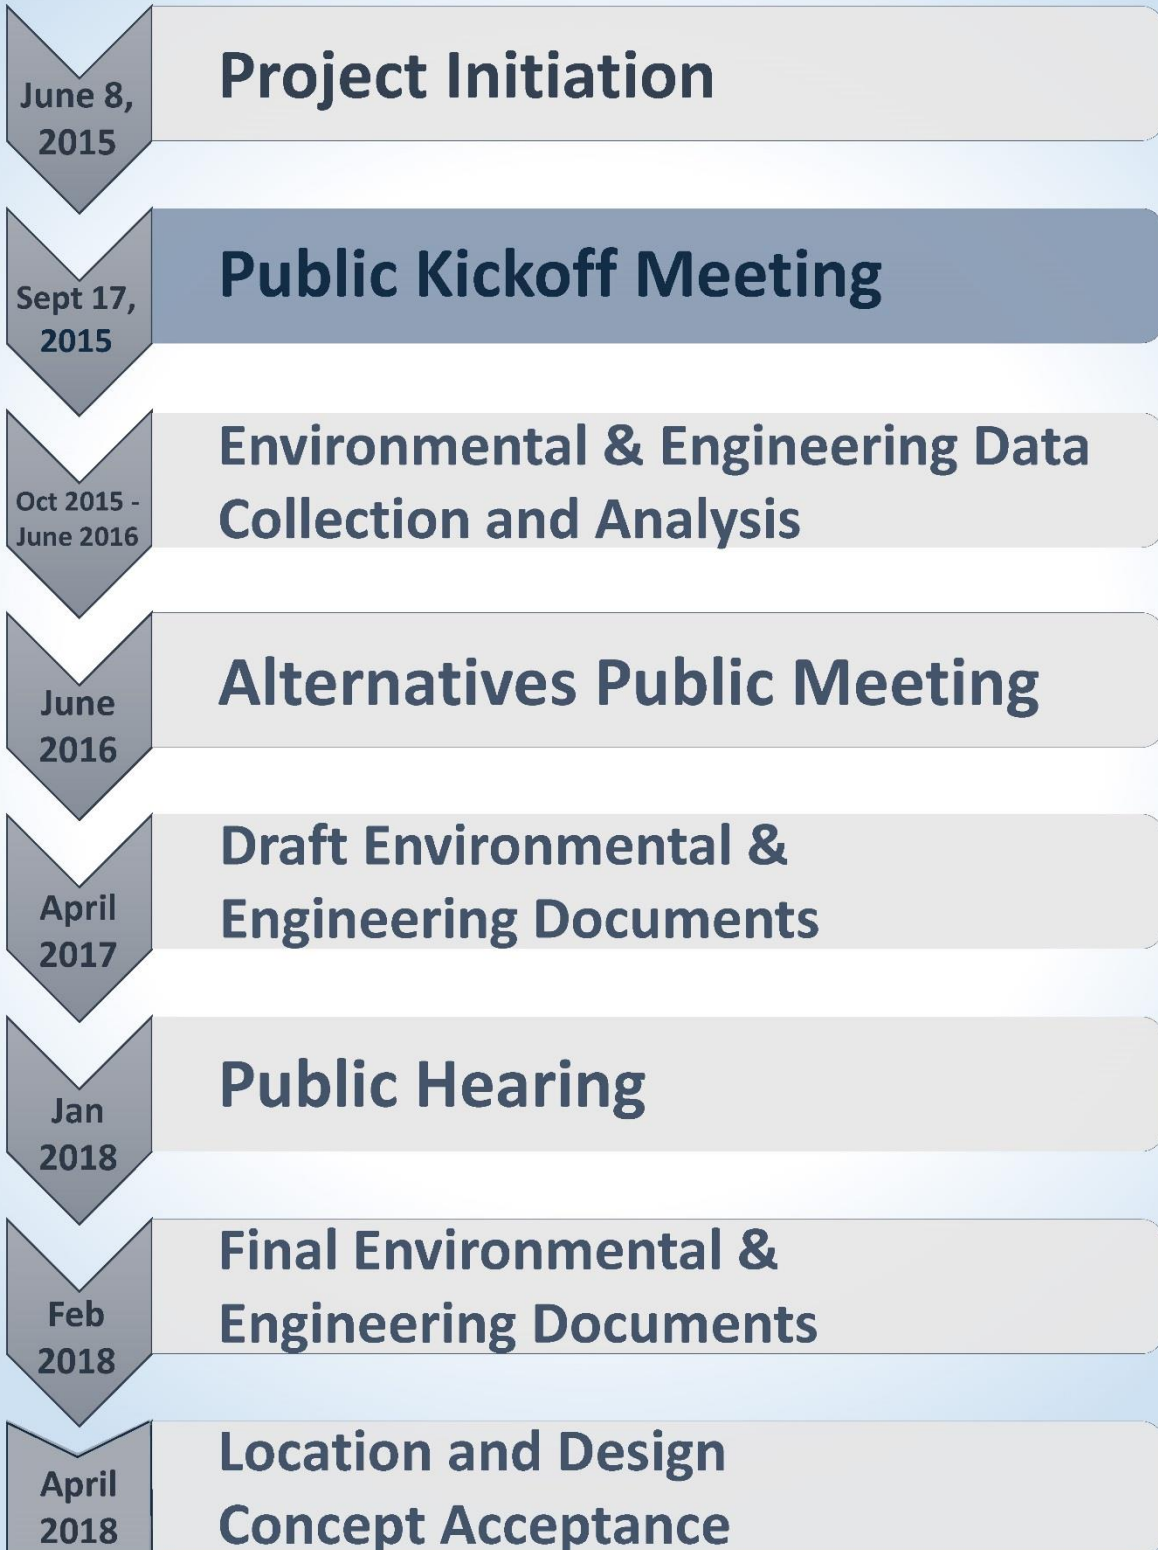 June 8,
2015
Project Initiation
Sept 17,
2015
Public Kickoff Meeting
Oct 2015 -
June 2016
Environmental & Engineering Data
Collection and Analysis
June
2016
Alternatives Public Meeting
April
2017
Draft Environmental &
Engineering Documents
Jan
2018
Public Hearing
Feb
2018
Final Environmental &
Engineering Documents
April
2018
Location and Design
Concept Acceptance